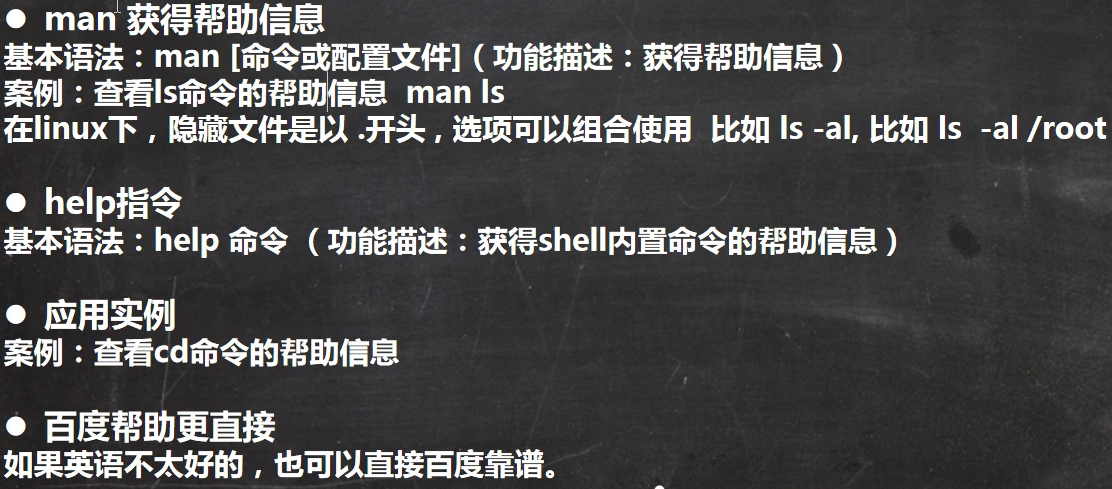 ● man 获得帮助信息
基本语法：man [命令或配置文件]（功能描述：获得帮助信息）
案例：查看ls命令的帮助信息  man ls
在linux下，隐藏文件是以 .开头，选项可以组合使用  比如 ls -al, 比如 ls  -al /root
● help指令
基本语法：help 命令 （功能描述：获得shell内置命令的帮助信息）
● 应用实例
案例：查看cd命令的帮助信息
● 百度帮助更直接
如果英语不太好的，也可以直接百度靠谱。